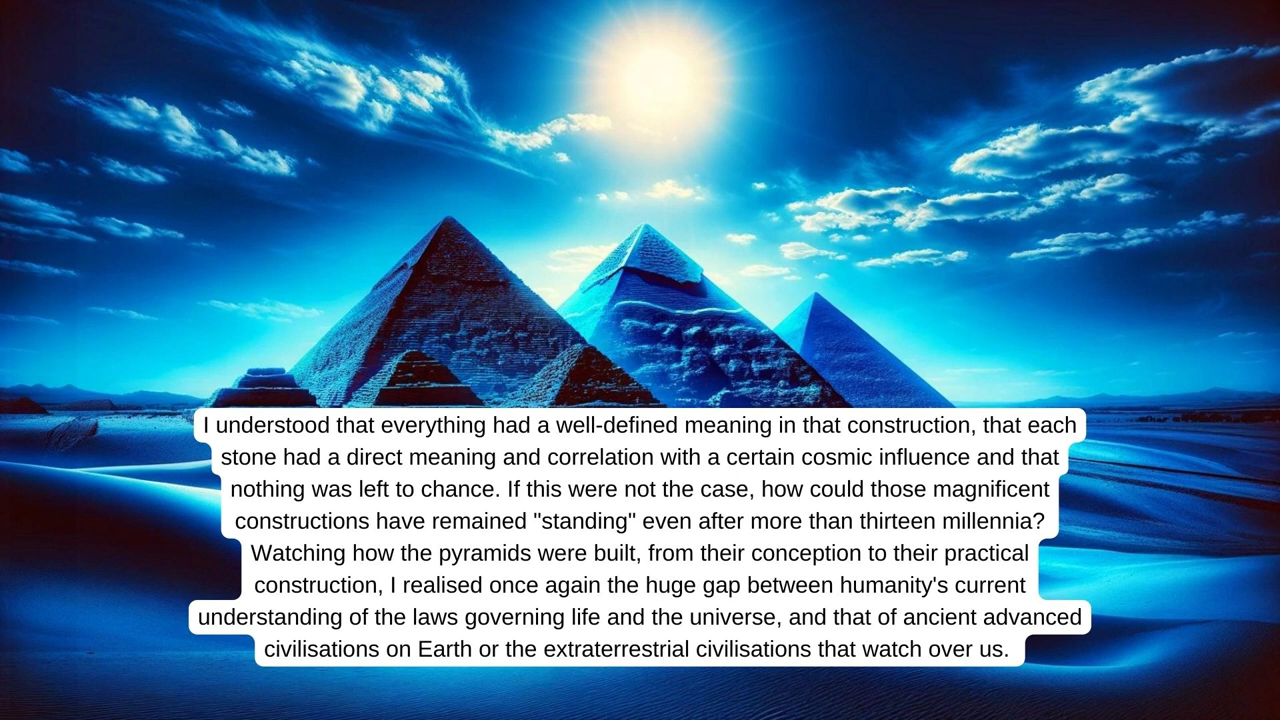 I understood that everything had a well-defined meaning in that construction, that each
stone had a direct meaning and correlation with a certain cosmic influence and that
nothing was left to chance. If this were not the case, how could those magnificent
constructions have remained "standing" even after more than thirteen millennia?
Watching how the pyramids were built, from their conception to their practical
construction, I realised once again the huge gap between humanity's current
understanding of the laws governing life and the universe, and that of ancient advanced
civilisations on Earth or the extraterrestrial civilisations that watch over us.